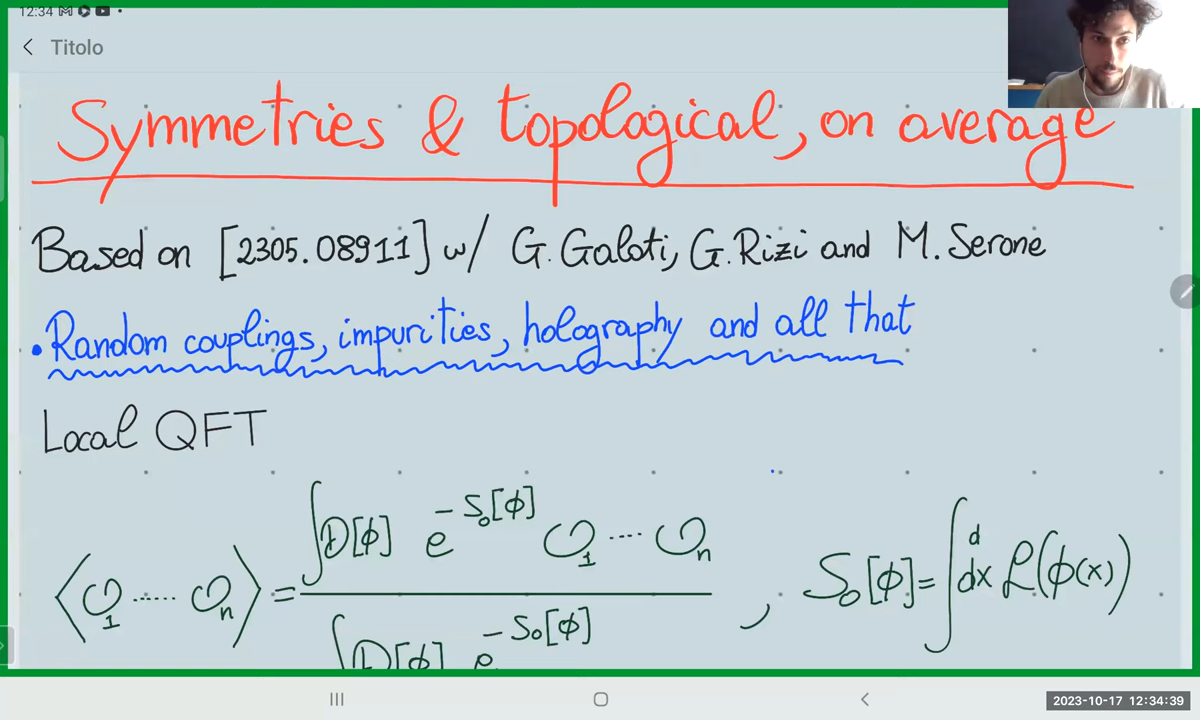 12:34
Titolo
Symmetries & topological, on average
Based on [2305.08911] w/ G. Galati, G. Rizi and M. Serone
• Random couplings, impurities, holography and all that
Local QFT
⟨O_1 ..... O_n⟩ = ∫D[ϕ] e^{-S_0[ϕ]} O_1 .... O_n / ∫D[ϕ] e^{-S_0[ϕ]} , S_0[ϕ] = ∫d^dx ℒ(ϕ(x))
2023-10-17 12:34:39